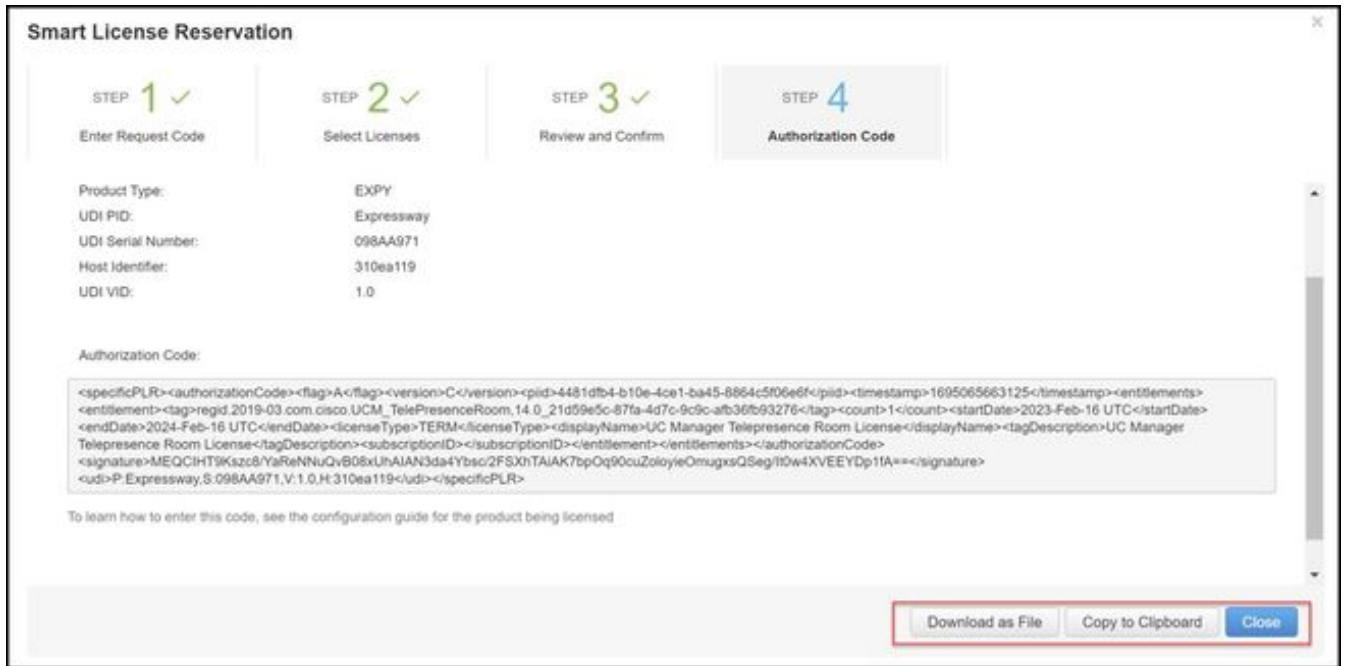 Smart License Reservation
×
STEP 1 ✓
Enter Request Code
STEP 2 ✓
Select Licenses
STEP 3 ✓
Review and Confirm
STEP 4
Authorization Code
Product Type: EXPY
UDI PID: Expressway
UDI Serial Number: 098AA971
Host Identifier: 310ea119
UDI VID: 1.0
Authorization Code:
<specificPLR><authorizationCode><flag>A</flag><version>C</version><piid>4481dfb4-b10e-4ce1-ba45-8864c5f06e6f</piid><timestamp>1695065663125</timestamp><entitlements>
<entitlement><tag>regid.2019-03.com.cisco.UCM_TelePresenceRoom,14.0_21d59e5c-87fa-4d7c-9c9c-afb36fb93276</tag><count>1</count><startDate>2023-Feb-16 UTC</startDate>
<endDate>2024-Feb-16 UTC</endDate><licenseType>TERM</licenseType><displayName>UC Manager Telepresence Room License</displayName><tagDescription>UC Manager
Telepresence Room License</tagDescription><subscriptionID></subscriptionID></entitlement></entitlements></authorizationCode>
<signature>MEQCIHT9Kszc8/YaReNNuQvB08xUhAIAN3da4Ybsc/2FSXhTAiAK7bpOq90cuZoloyieOmugxsQSeg/It0w4XVEEYDp1fA==</signature>
<udi>P:Expressway,S:098AA971,V:1.0,H:310ea119</udi></specificPLR>
To learn how to enter this code, see the configuration guide for the product being licensed
Download as File
Copy to Clipboard
Close